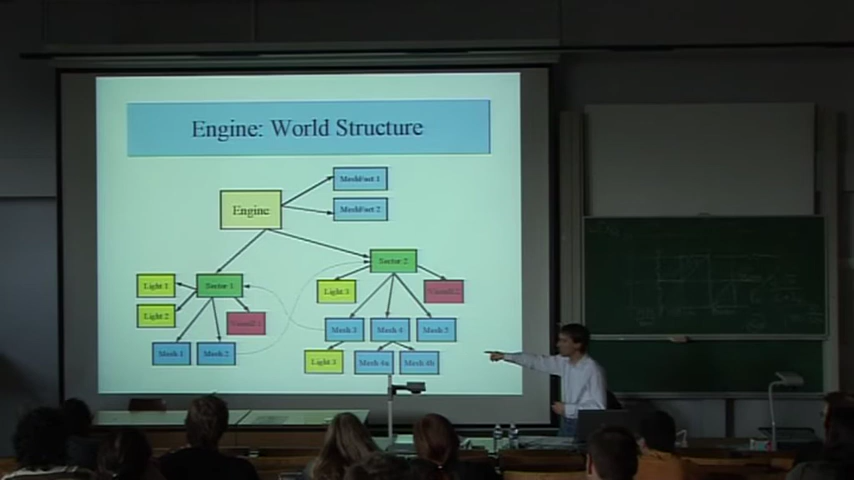 Engine: World Structure
MeshFact 1
Engine
MeshFact 2
Sector 2
Light 1
Sector 1
Light 3
Light 2
Mesh 3
Mesh 4
Mesh 5
Mesh 1
Mesh 2
Light 3
Mesh 4a
Mesh 4b